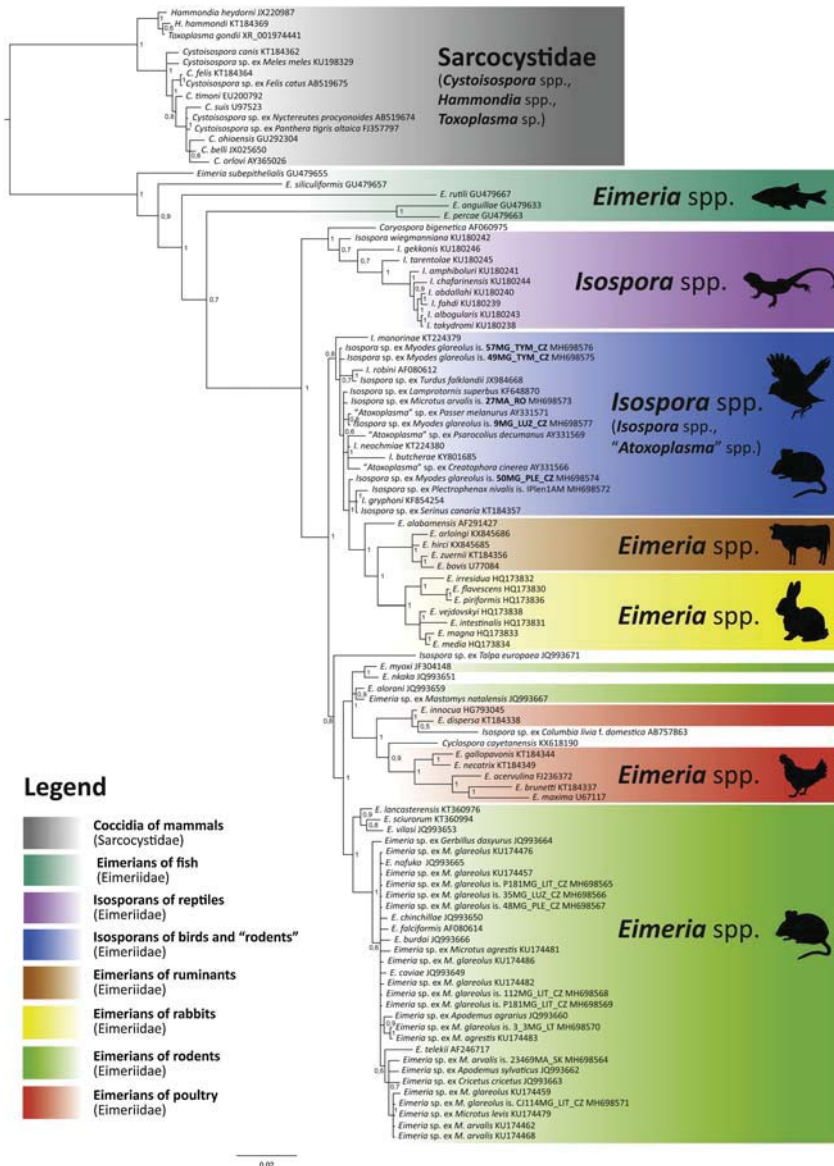 Hammondia heydorni JX220987
H. hammondi KT184369
Toxoplasma gondii XR_001974441
Cystoisospora canis KT184362
Cystoisospora sp. ex Meles meles KU198329
C. felis KT184364
Cystoisospora sp. ex Felis catus AB519675
C. timoni EU200792
C. suis U97523
Cystoisospora sp. ex Nyctereutes procyonoides AB519674
Cystoisospora sp. ex Panthera tigris altaica FJ357797
C. ohioensis GU292304
C. belli JX025650
C. orlovi AY365026
Sarcocystidae
(Cystoisospora spp.,
Hammondia spp.,
Toxoplasma sp.)
Eimeria subepithelialis GU479655
E. siliculiformis GU479657
E. rutili GU479667
E. anguillae GU479633
E. percae GU479663
Eimeria spp.
Caryospora bigenetica AF060975
Isospora wiegmanniana KU180242
I. gekkonis KU180246
I. tarentolae KU180245
I. amphiboluri KU180241
I. chafarinensis KU180244
I. abdallahi KU180240
I. fahdi KU180239
I. albogularis KU180243
I. takydromi KU180238
Isospora spp.
I. manorinae KT224379
Isospora sp. ex Myodes glareolus is. 57MG_TYM_CZ MH698576
Isospora sp. ex Myodes glareolus is. 49MG_TYM_CZ MH698575
I. robini AF080612
Isospora sp. ex Turdus falklandii JX984668
Isospora sp. ex Lamprotornis superbus KF648870
Isospora sp. ex Microtus arvalis is. 27MA_RO MH698573
"Atoxoplasma" sp. ex Passer melanurus AY331571
Isospora sp. ex Myodes glareolus is. 9MG_LUZ_CZ MH698577
"Atoxoplasma" sp. ex Psarocolius decumanus AY331569
I. neochmiae KT224380
I. butcherae KY801685
"Atoxoplasma" sp. ex Creatophora cinerea AY331566
Isospora sp. ex Myodes glareolus is. 50MG_PLE_CZ MH698574
Isospora sp. ex Plectrophenax nivalis is. IPlen1AM MH698572
I. gryphoni KF854254
Isospora sp. ex Serinus canaria KT184357
Isospora spp.
(Isospora spp.,
"Atoxoplasma" spp.)
E. alabamensis AF291427
E. arloingi KX845686
E. hirci KX845685
E. zuernii KT184356
E. bovis U77084
Eimeria spp.
E. irresidua HQ173832
E. flavescens HQ173830
E. piriformis HQ173836
E. vejdovskyi HQ173838
E. intestinalis HQ173831
E. magna HQ173833
E. media HQ173834
Eimeria spp.
Isospora sp. ex Talpa europaea JQ993671
E. myoxi JF304148
E. nkaka JQ993651
E. alorani JQ993659
Eimeria sp. ex Mastomys natalensis JQ993667
E. innocua HG793045
E. dispersa KT184338
Isospora sp. ex Columbia livia f. domestica AB757863
Cyclospora cayetanensis KX618190
E. gallopavonis KT184344
E. necatrix KT184349
E. acervulina FJ236372
E. brunetti KT184337
E. maxima U67117
Eimeria spp.
E. lancasterensis KT360976
E. sciurorum KT360994
E. vilasi JQ993653
Eimeria sp. ex Gerbillus dasyurus JQ993664
Eimeria sp. ex M. glareolus KU174476
E. nafuko JQ993665
Eimeria sp. ex M. glareolus KU174457
Eimeria sp. ex M. glareolus is. P181MG_LIT_CZ MH698565
Eimeria sp. ex M. glareolus is. 35MG_LUZ_CZ MH698566
Eimeria sp. ex M. glareolus is. 48MG_PLE_CZ MH698567
E. chinchillae JQ993650
E. falciformis AF080614
E. burdai JQ993666
Eimeria sp. ex Microtus agrestis KU174481
Eimeria sp. ex M. glareolus KU174486
E. caviae JQ993649
Eimeria sp. ex M. glareolus KU174482
Eimeria sp. ex M. glareolus is. 112MG_LIT_CZ MH698568
Eimeria sp. ex M. glareolus is. P181MG_LIT_CZ MH698569
Eimeria sp. ex Apodemus agrarius JQ993660
Eimeria sp. ex M. glareolus is. 3_3MG_LT MH698570
Eimeria sp. ex M. agrestis KU174483
E. telekii AF246717
Eimeria sp. ex M. arvalis is. 23469MA_SK MH698564
Eimeria sp. ex Apodemus sylvaticus JQ993662
Eimeria sp. ex Cricetus cricetus JQ993663
Eimeria sp. ex M. glareolus KU174459
Eimeria sp. ex M. glareolus is. CJ114MG_LIT_CZ MH698571
Eimeria sp. ex Microtus levis KU174479
Eimeria sp. ex M. arvalis KU174462
Eimeria sp. ex M. arvalis KU174468
Eimeria spp.
Legend
Coccidia of mammals
(Sarcocystidae)
Eimerians of fish
(Eimeriidae)
Isosporans of reptiles
(Eimeriidae)
Isosporans of birds and "rodents"
(Eimeriidae)
Eimerians of ruminants
(Eimeriidae)
Eimerians of rabbits
(Eimeriidae)
Eimerians of rodents
(Eimeriidae)
Eimerians of poultry
(Eimeriidae)
0.02